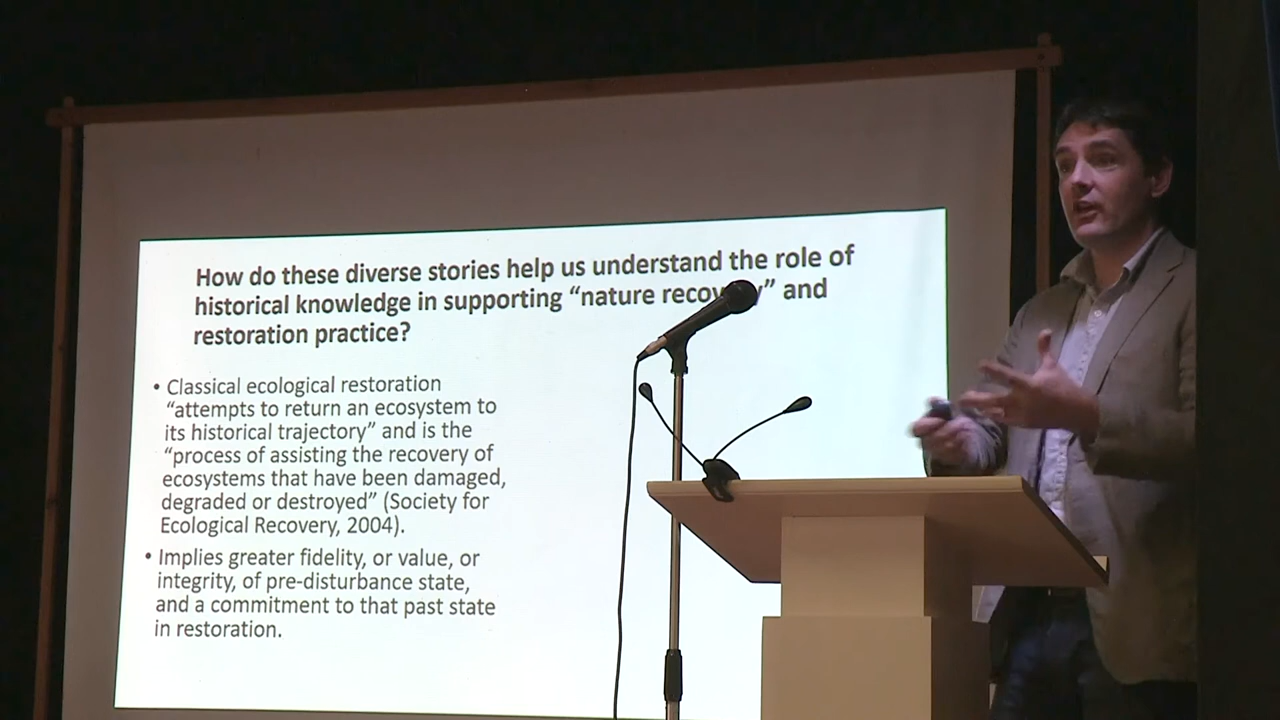 How do these diverse stories help us understand the role of
historical knowledge in supporting “nature recovery” and
restoration practice?
• Classical ecological restoration
“attempts to return an ecosystem to
its historical trajectory” and is the
“process of assisting the recovery of
ecosystems that have been damaged,
degraded or destroyed” (Society for
Ecological Recovery, 2004).
• Implies greater fidelity, or value, or
integrity, of pre-disturbance state,
and a commitment to that past state
in restoration.